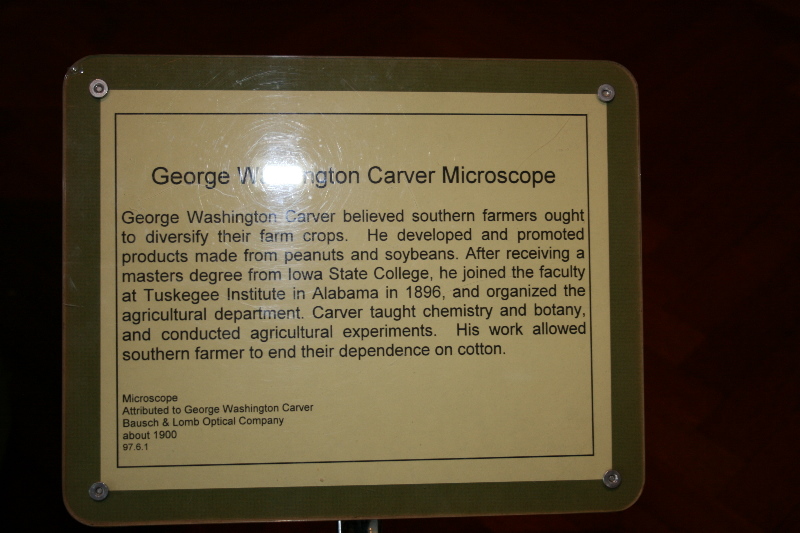 George Washington Carver Microscope
George Washington Carver believed southern farmers ought
to diversify their farm crops. He developed and promoted
products made from peanuts and soybeans. After receiving a
masters degree from Iowa State College, he joined the faculty
at Tuskegee Institute in Alabama in 1896, and organized the
agricultural department. Carver taught chemistry and botany,
and conducted agricultural experiments. His work allowed
southern farmer to end their dependence on cotton.
Microscope
Attributed to George Washington Carver
Bausch & Lomb Optical Company
about 1900
97.6.1